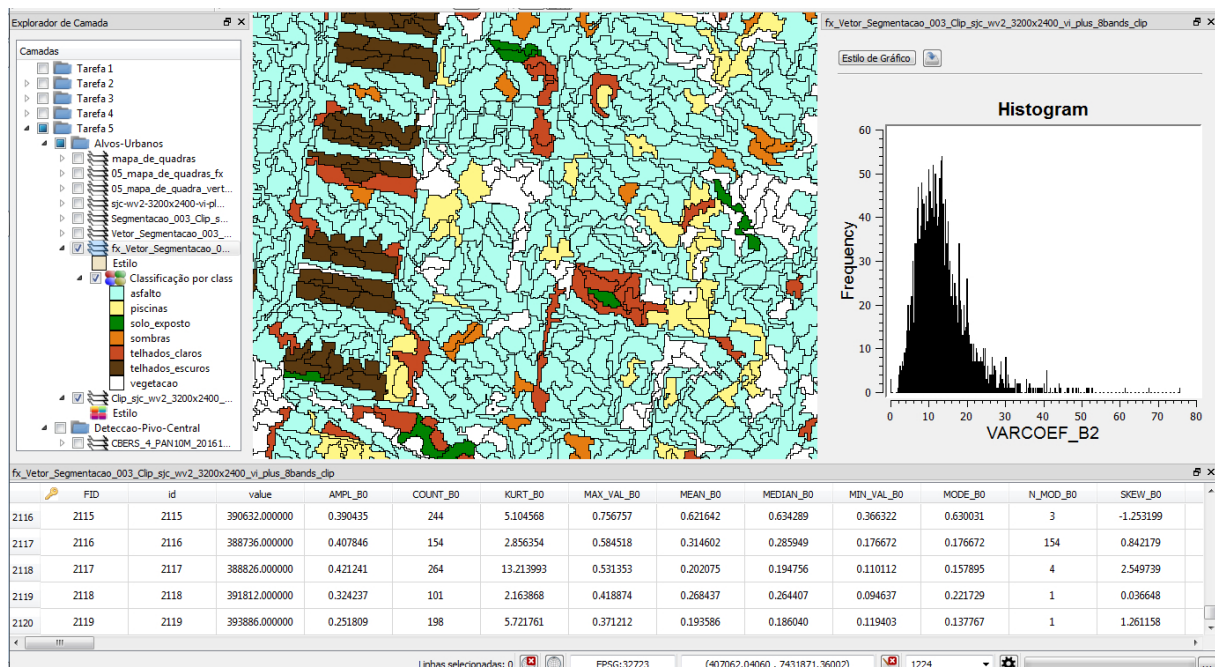 Explorador de Camada
Camadas
Tarefa 1
Tarefa 2
Tarefa 3
Tarefa 4
Tarefa 5
Alvos-Urbanos
mapa_de_quadras
05_mapa_de_quadras_fx
05_mapa_de_quadra_vert...
sjc-wv2-3200x2400-vi-pl...
Segmentacao_003_Clip_s...
Vetor_Segmentacao_003_...
fx_Vetor_Segmentacao_0...
Estilo
Classificação por class
asfalto
piscinas
solo_exposto
sombras
telhados_claros
telhados_escuros
vegetacao
Clip_sjc_wv2_3200x2400_...
Estilo
Deteccao-Pivo-Central
CBERS_4_PAN10M_20161...
fx_Vetor_Segmentacao_003_Clip_sjc_wv2_3200x2400_vi_plus_8bands_clip
Estilo de Gráfico
Histogram
Frequency
60
50
40
30
20
10
0
0 10 20 30 40 50 60 70 80
VARCOEF_B2
fx_Vetor_Segmentacao_003_Clip_sjc_wv2_3200x2400_vi_plus_8bands_clip
FID id value AMPL_B0 COUNT_B0 KURT_B0 MAX_VAL_B0 MEAN_B0 MEDIAN_B0 MIN_VAL_B0 MODE_B0 N_MOD_B0 SKEW_B0
2116 2115 2115 390632.000000 0.390435 244 5.104568 0.756757 0.621642 0.634289 0.366322 0.630031 3 -1.253199
2117 2116 2116 388736.000000 0.407846 154 2.856354 0.584518 0.314602 0.285949 0.176672 0.176672 154 0.842179
2118 2117 2117 388826.000000 0.421241 264 13.213993 0.531353 0.202075 0.194756 0.110112 0.157895 4 2.549739
2119 2118 2118 391812.000000 0.324237 101 2.163868 0.418874 0.268437 0.264407 0.094637 0.221729 1 0.036648
2120 2119 2119 393886.000000 0.251809 198 5.721761 0.371212 0.193586 0.186040 0.119403 0.137767 1 1.261158
Linhas selecionadas: 0 EPSG:32723 (407062.04060 , 7431871.36002) 1224